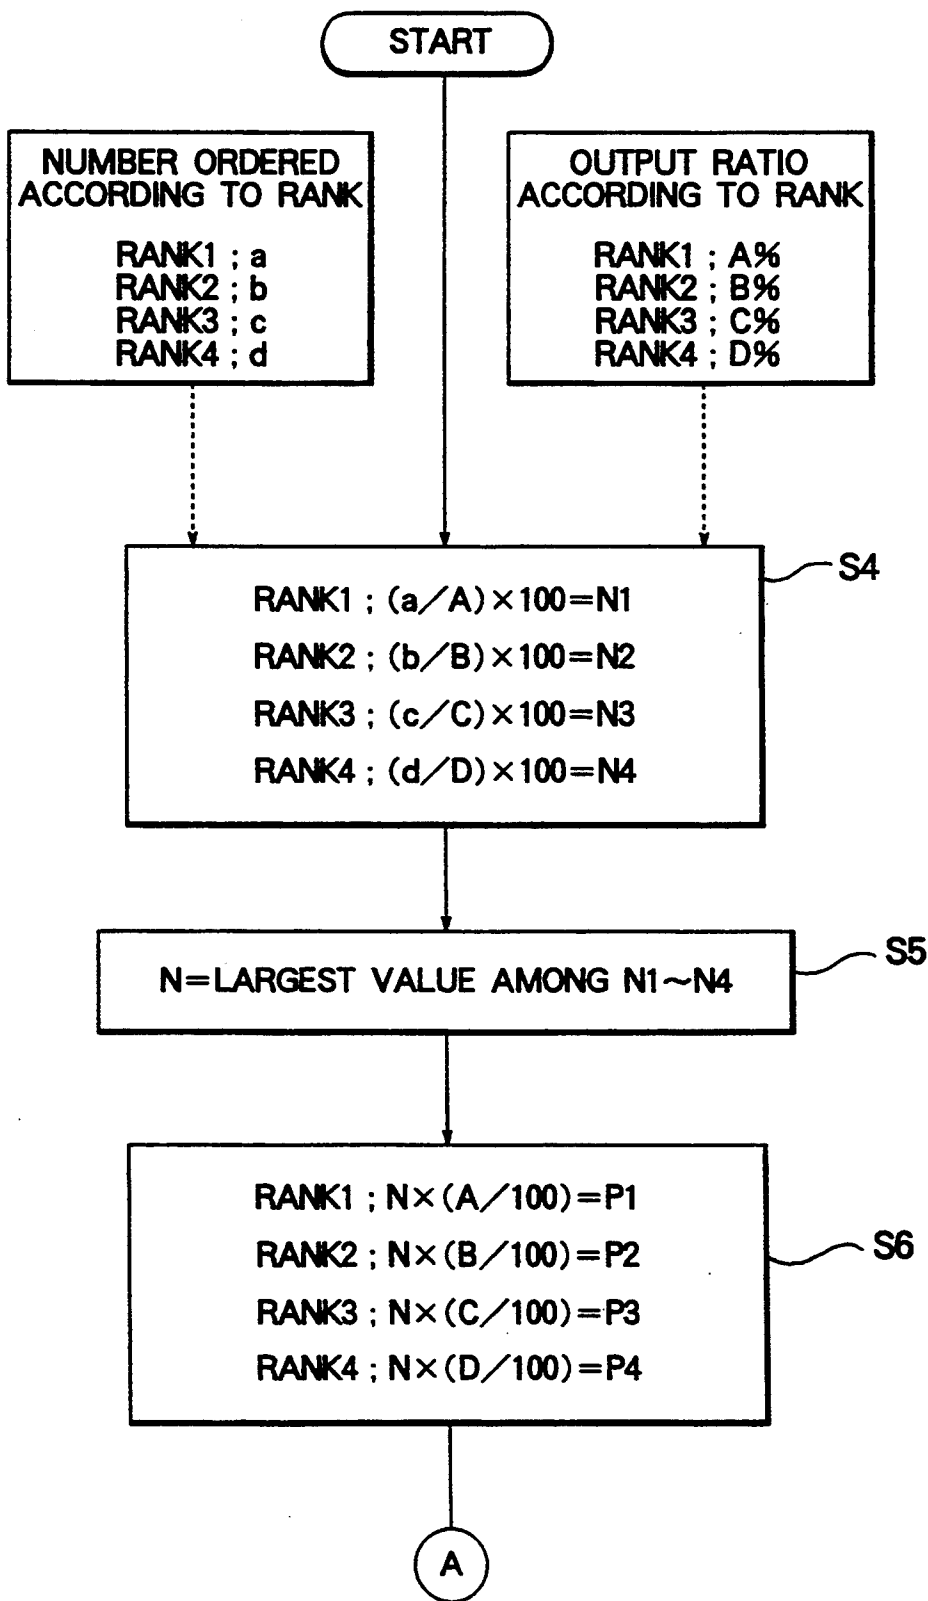 START
NUMBER ORDERED
ACCORDING TO RANK
RANK1 ; a
RANK2 ; b
RANK3 ; c
RANK4 ; d
OUTPUT RATIO
ACCORDING TO RANK
RANK1 ; A%
RANK2 ; B%
RANK3 ; C%
RANK4 ; D%
S4
RANK1 ; (a/A)×100=N1
RANK2 ; (b/B)×100=N2
RANK3 ; (c/C)×100=N3
RANK4 ; (d/D)×100=N4
S5
N=LARGEST VALUE AMONG N1~N4
S6
RANK1 ; N×(A/100)=P1
RANK2 ; N×(B/100)=P2
RANK3 ; N×(C/100)=P3
RANK4 ; N×(D/100)=P4
A